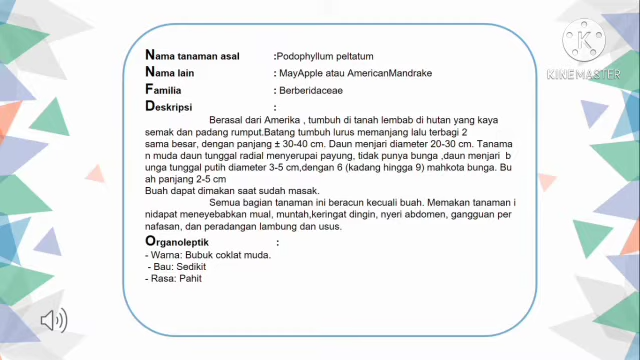 Nama tanaman asal :Podophyllum peltatum
Nama lain : MayApple atau AmericanMandrake
Familia : Berberidaceae
Deskripsi :
Berasal dari Amerika , tumbuh di tanah lembab di hutan yang kaya
semak dan padang rumput.Batang tumbuh lurus memanjang lalu terbagi 2
sama besar, dengan panjang ± 30-40 cm. Daun menjari diameter 20-30 cm. Tanama
n muda daun tunggal radial menyerupai payung, tidak punya bunga ,daun menjari b
unga tunggal putih diameter 3-5 cm,dengan 6 (kadang hingga 9) mahkota bunga. Bu
ah panjang 2-5 cm
Buah dapat dimakan saat sudah masak.
Semua bagian tanaman ini beracun kecuali buah. Memakan tanaman i
nidapat meneyebabkan mual, muntah,keringat dingin, nyeri abdomen, gangguan per
nafasan, dan peradangan lambung dan usus.
Organoleptik :
- Warna: Bubuk coklat muda.
- Bau: Sedikit
- Rasa: Pahit
KINEMASTER